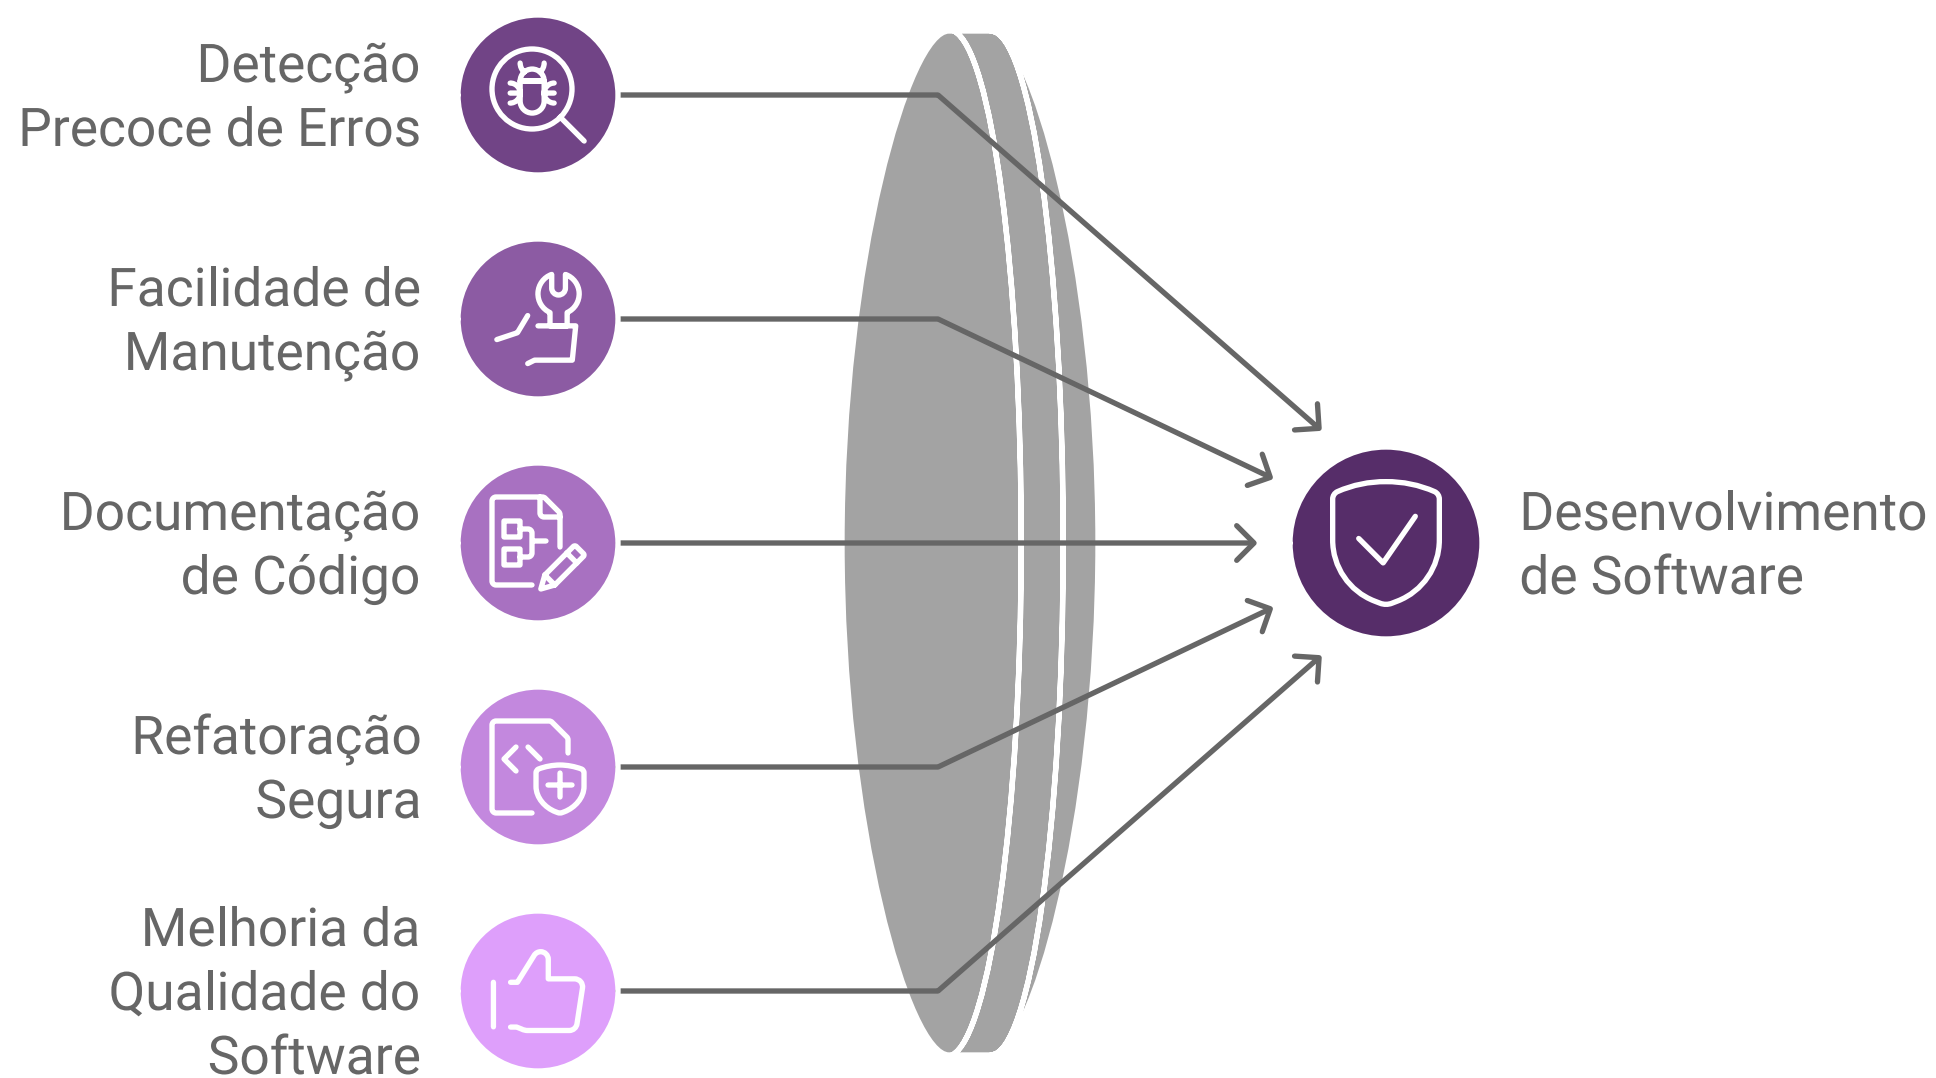 Detecção
Precoce de Erros
Facilidade de
Manutenção
Documentação
de Código
Refatoração
Segura
Melhoria da
Qualidade do
Software
Desenvolvimento
de Software